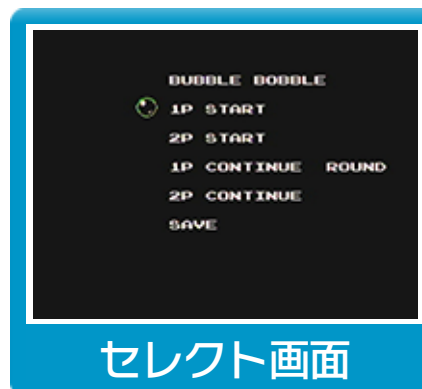 BUBBLE BOBBLE
1P START
2P START
1P CONTINUE ROUND
2P CONTINUE
SAVE
セレクト画面